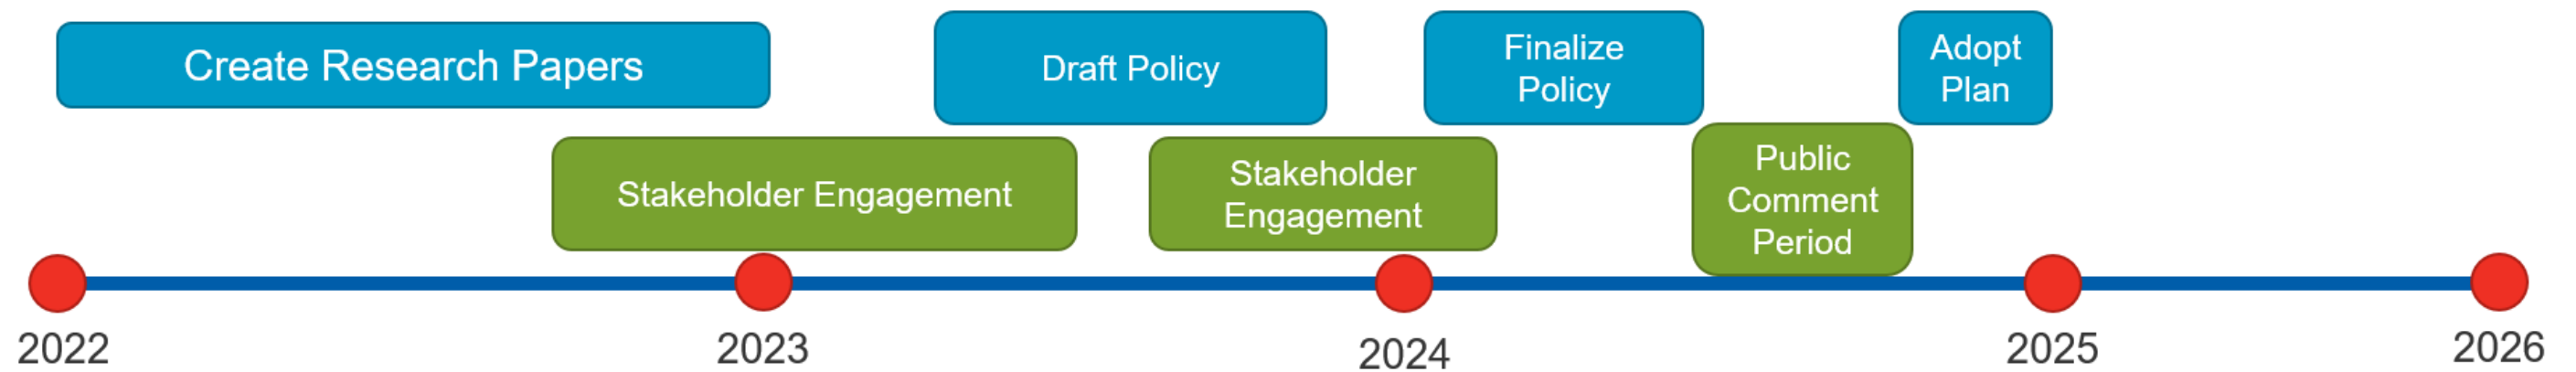 Create Research Papers
Draft Policy
Finalize
Policy
Adopt
Plan
Stakeholder Engagement
Stakeholder
Engagement
Public
Comment
Period
2022
2023
2024
2025
2026